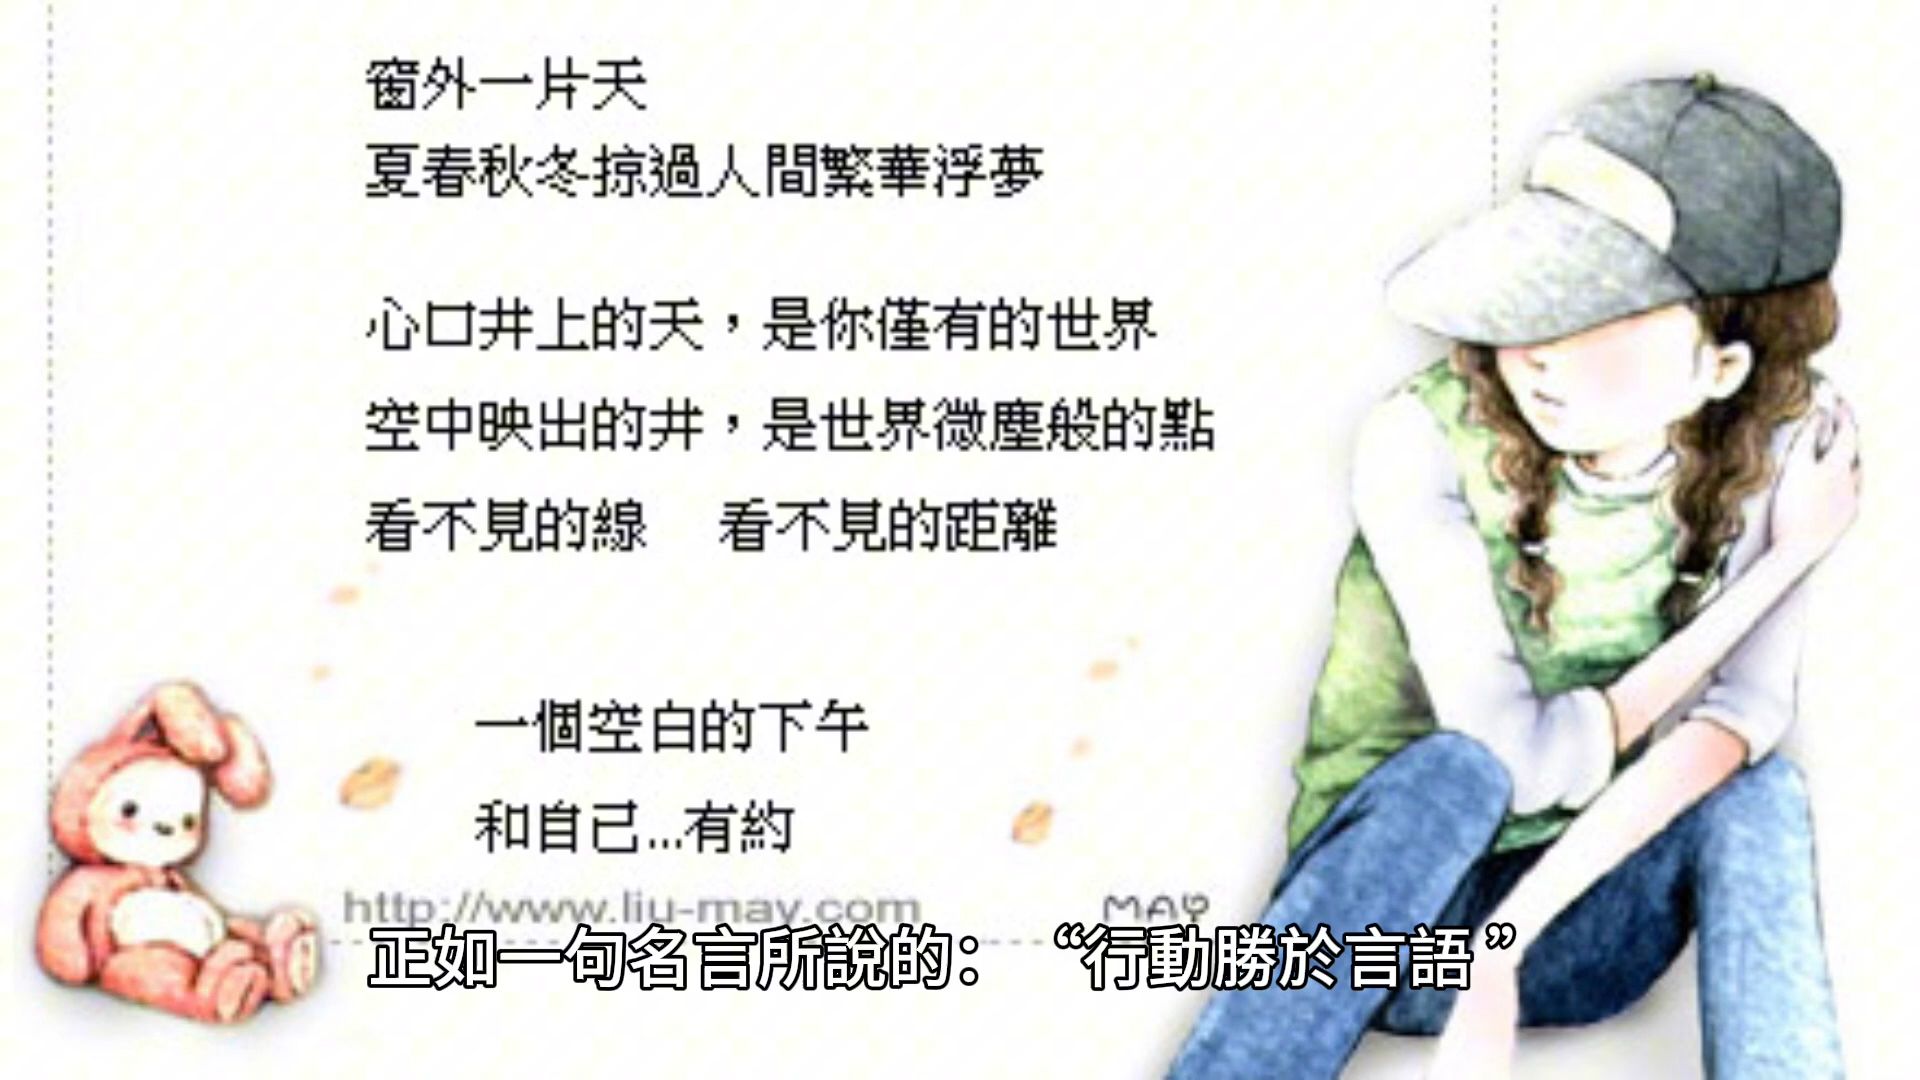 窗外一片天
夏春秋冬掠過人間繁華浮夢
心口井上的天，是你僅有的世界
空中映出的井，是世界微塵般的點
看不見的線　看不見的距離
一個空白的下午
和自己...有約
http://www.liu-may.com
MAY
正如一句名言所說的：“行動勝於言語”